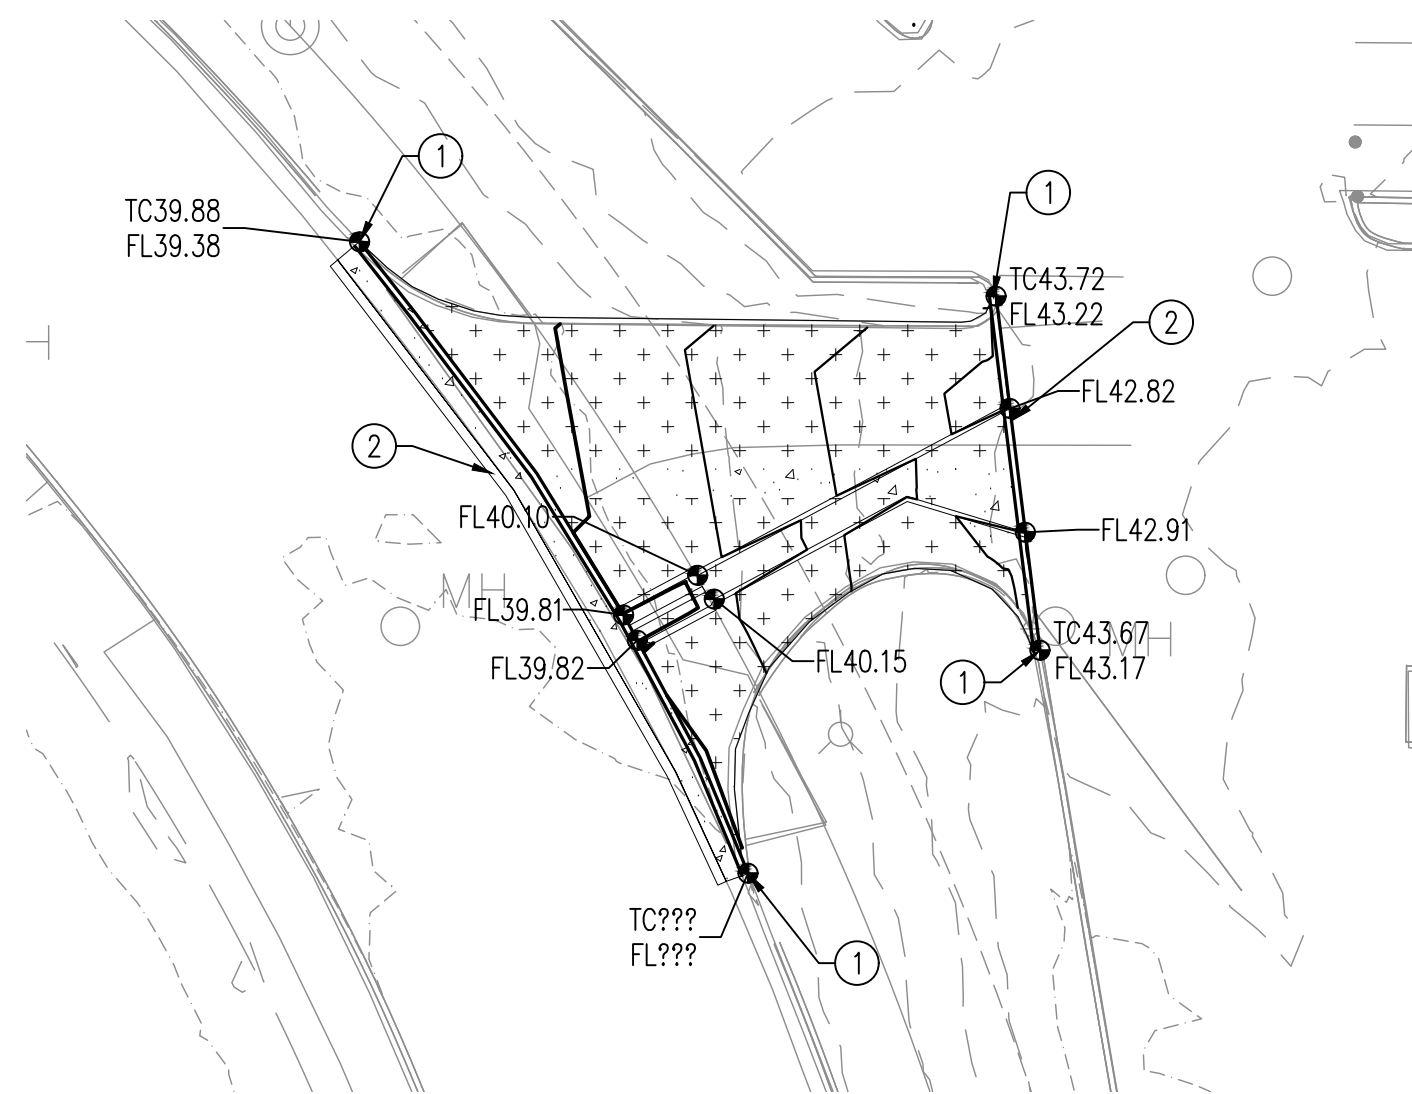 1
TC39.88
FL39.38
1
TC43.72
FL43.22
2
FL42.82
2
FL40.10
FL42.91
MH
FL39.81
FL39.82
FL40.15
TC43.67
MH
FL43.17
1
TC???
FL???
1